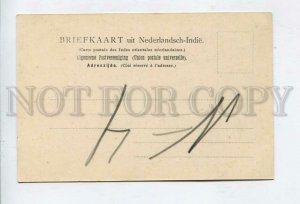 BRIEFKAART uit Nederlandsch-Indië.
(Carte postale des Indes orientales néerlandaises.)
Algemeene Postvereeniging (Union postale universelle).
Adreszijde. (Côté réservé à l'adresse.)
NOT FOR COPY